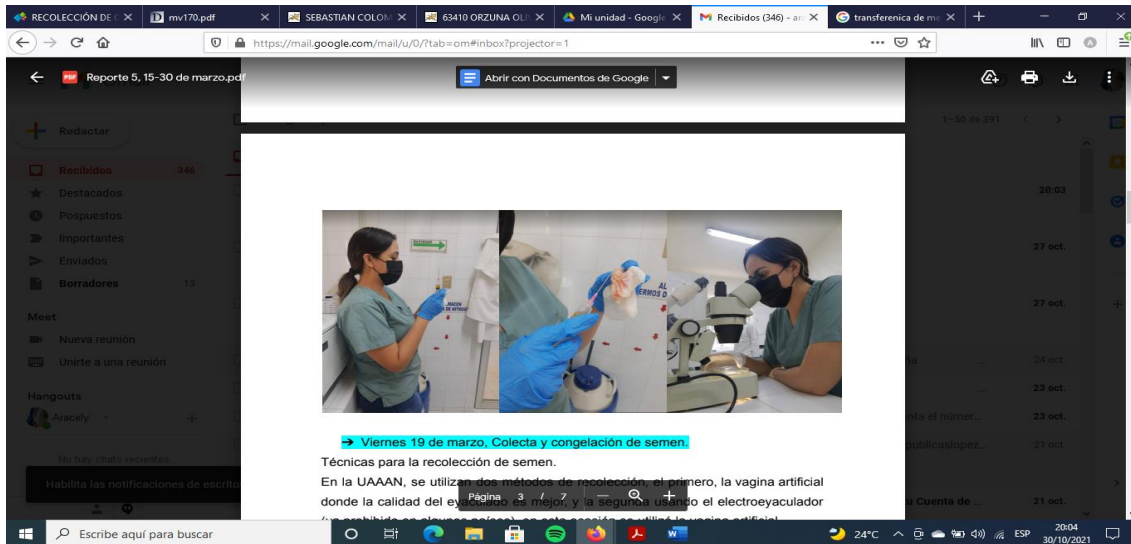 RECOLECCIÓN DE
mv170.pdf
SEBASTIAN COLOM
63410 ORZUNA OLI
Mi unidad - Google
Recibidos (346) - ar
transferenica de me
https://mail.google.com/mail/u/0/?tab=om#inbox?projector=1
PDF Reporte 5, 15-30 de marzo.pdf
Abrir con Documentos de Google
Redactar
1–50 de 391
Recibidos 346
Destacados
20:03
Pospuestos
Importantes
27 oct.
Enviados
Borradores 13
27 oct.
Meet
Nueva reunión
Unirte a una reunión
24 oct.
23 oct.
Hangouts
Aracely
23 oct.
No hay chats recientes
21 oct.
Habilita las notificaciones de escrito
21 oct.
➔ Viernes 19 de marzo, Colecta y congelación de semen.
Técnicas para la recolección de semen.
En la UAAAN, se utilizan dos métodos de recolección, el primero, la vagina artificial
donde la calidad del eyaculado es mejor, y la segunda usando el electroeyaculador
Página 3 / 7
Escribe aquí para buscar
24°C
ESP
20:04
30/10/2021